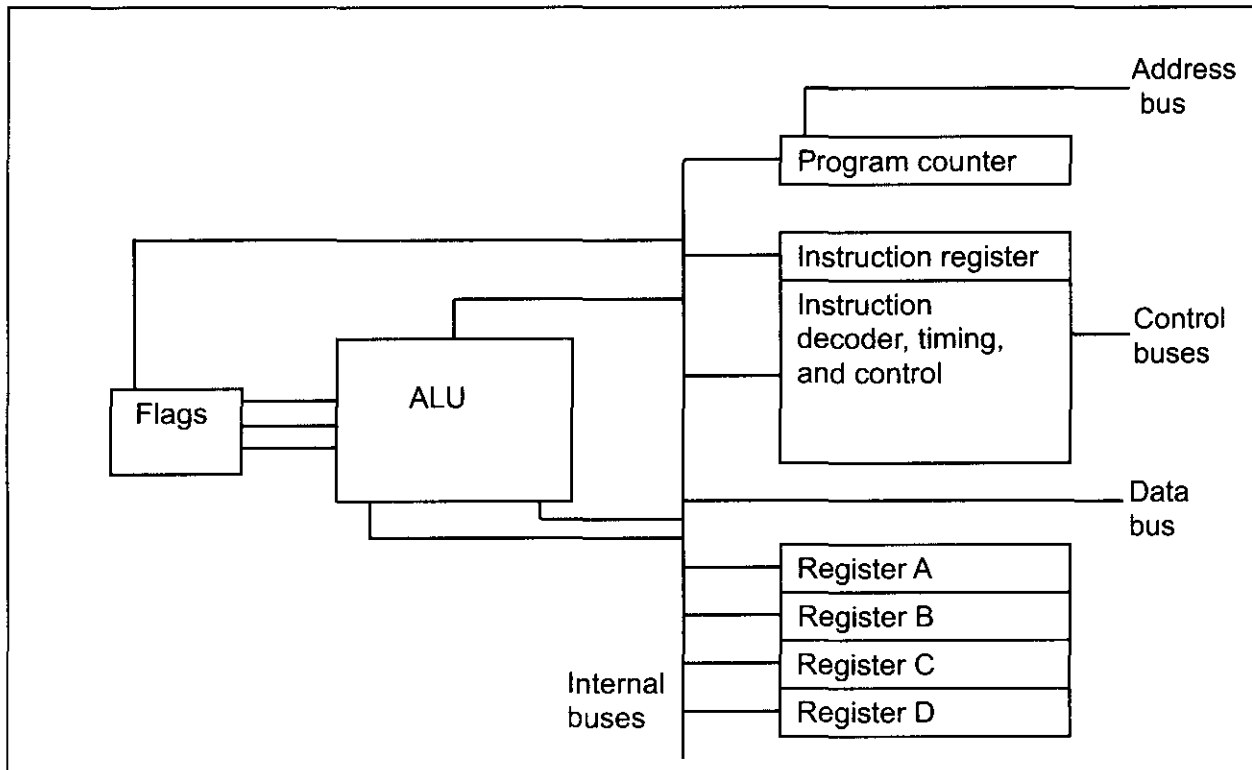 Address
bus
Program counter
Instruction register
Instruction
decoder, timing,
and control
Control
buses
Flags
ALU
Data
bus
Register A
Register B
Register C
Register D
Internal
buses